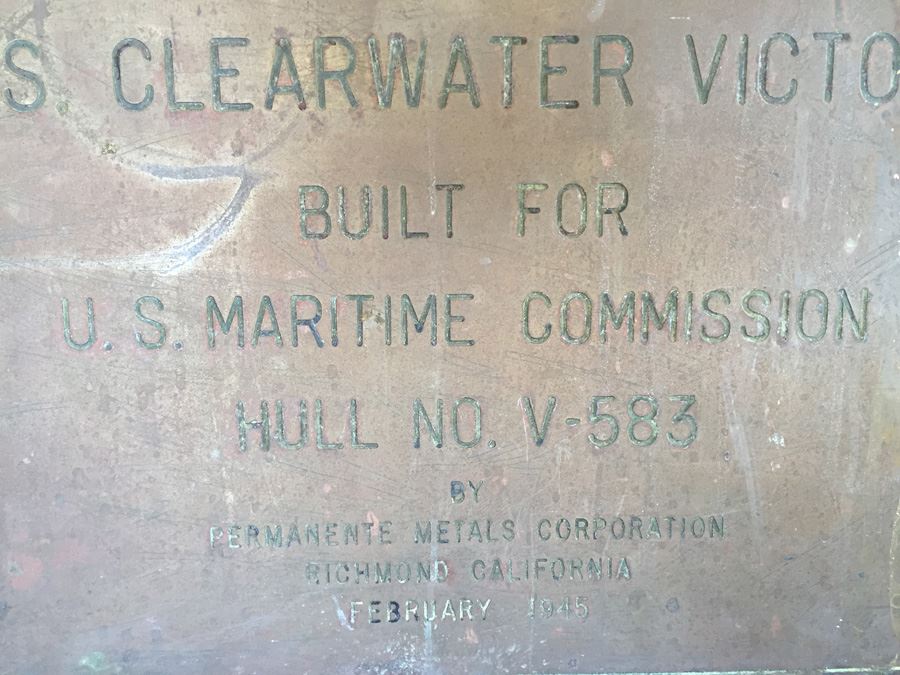 S CLEARWATER VICTO
BUILT FOR
U.S. MARITIME COMMISSION
HULL NO. V-583
BY
PERMANENTE METALS CORPORATION
RICHMOND CALIFORNIA
FEBRUARY 1945